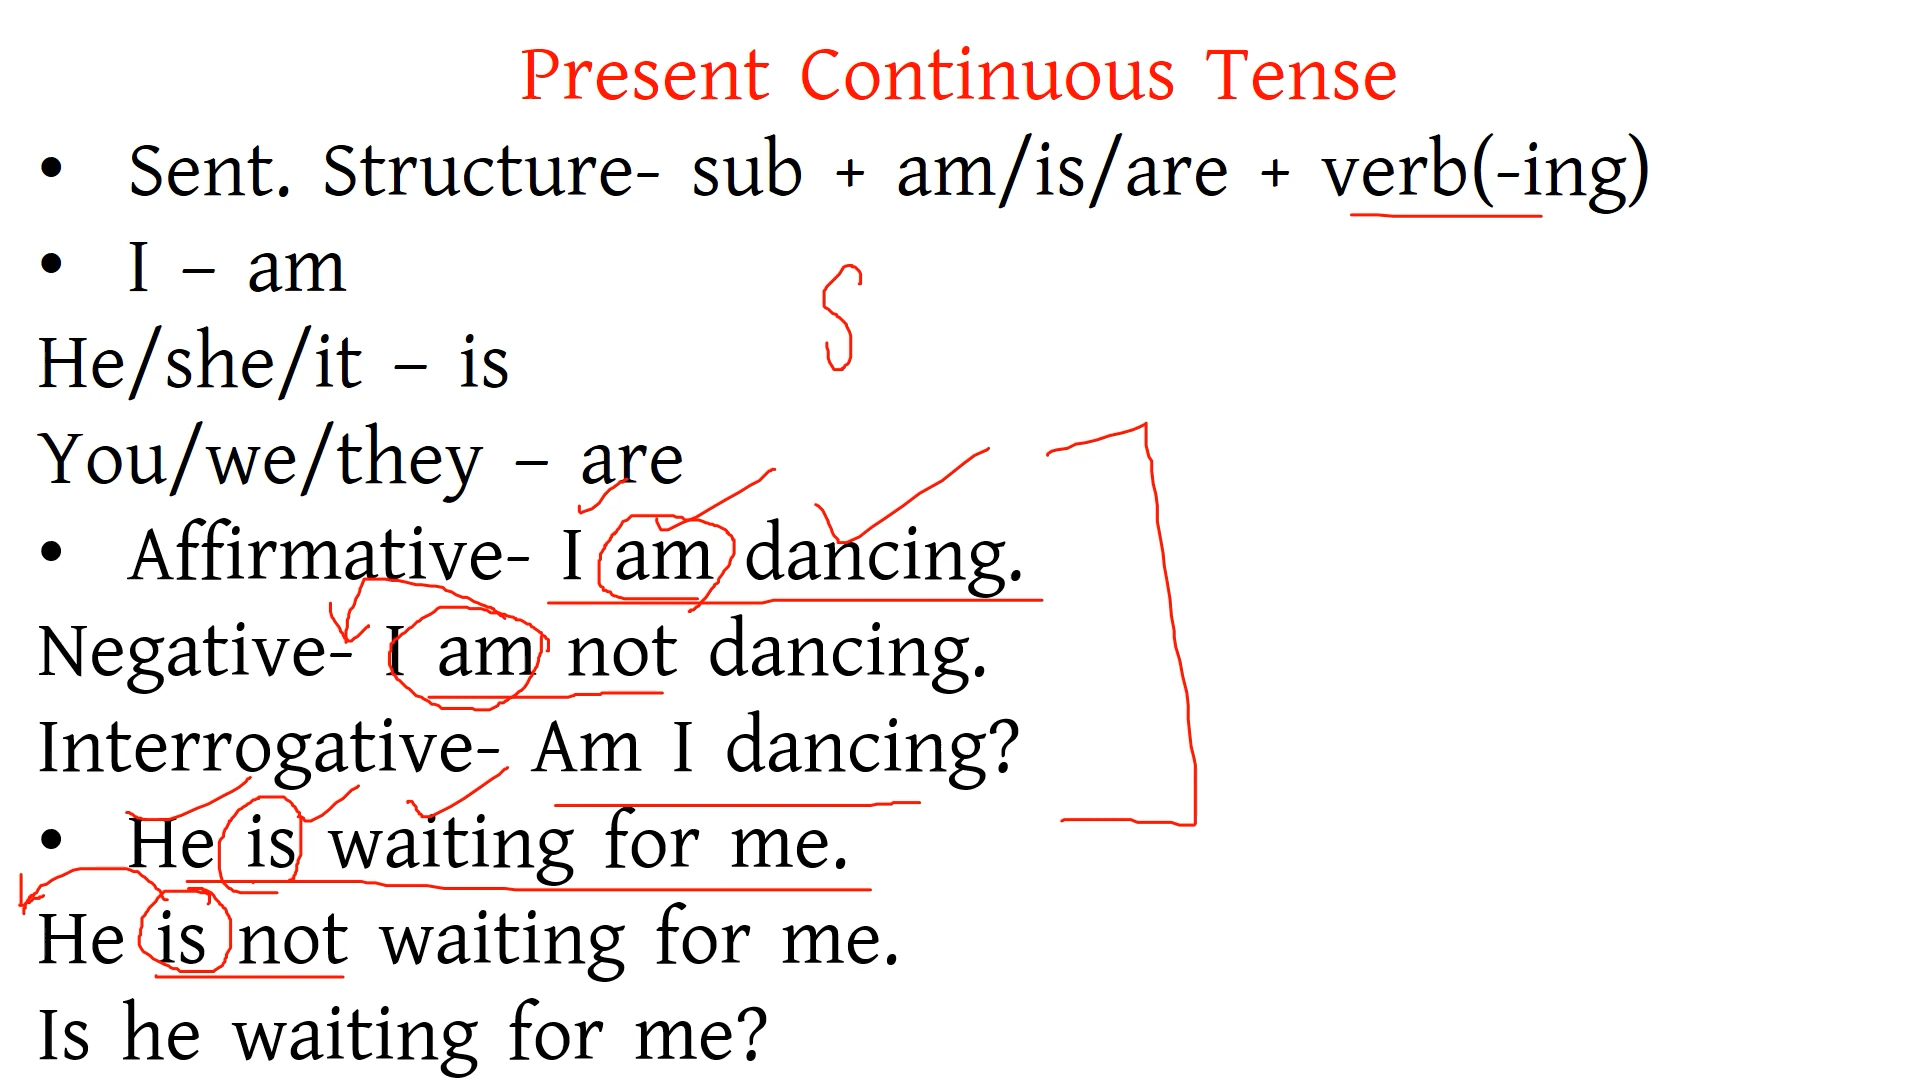 Present Continuous Tense
• Sent. Structure- sub + am/is/are + verb(-ing)
• I – am
S
He/she/it – is
You/we/they – are
• Affirmative- I am dancing.
Negative- I am not dancing.
Interrogative- Am I dancing?
• He is waiting for me.
He is not waiting for me.
Is he waiting for me?